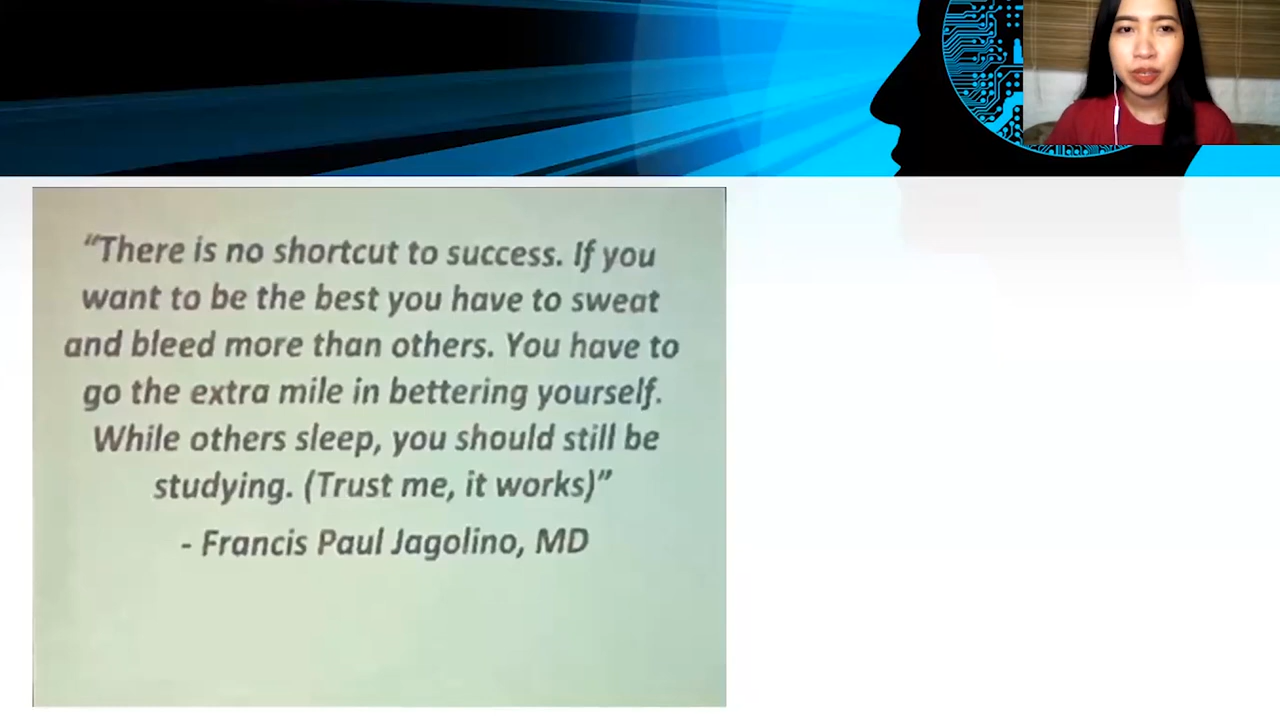 “There is no shortcut to success. If you
want to be the best you have to sweat
and bleed more than others. You have to
go the extra mile in bettering yourself.
While others sleep, you should still be
studying. (Trust me, it works)”
- Francis Paul Jagolino, MD